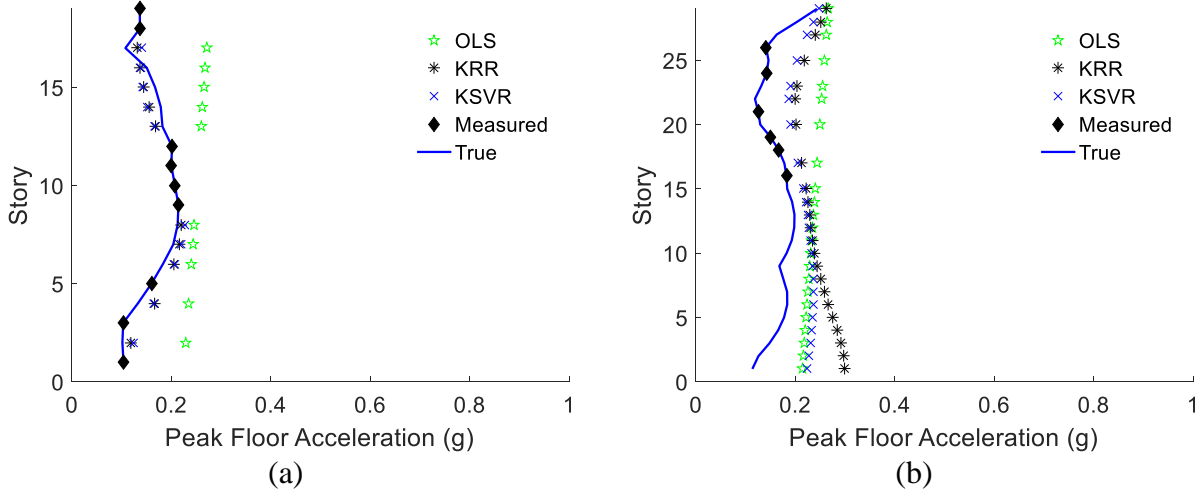 OLS
KRR
KSVR
Measured
True
15
10
5
0
Story
0 0.2 0.4 0.6 0.8 1
Peak Floor Acceleration (g)
(a)
OLS
KRR
KSVR
Measured
True
25
20
15
10
5
0
Story
0 0.2 0.4 0.6 0.8 1
Peak Floor Acceleration (g)
(b)